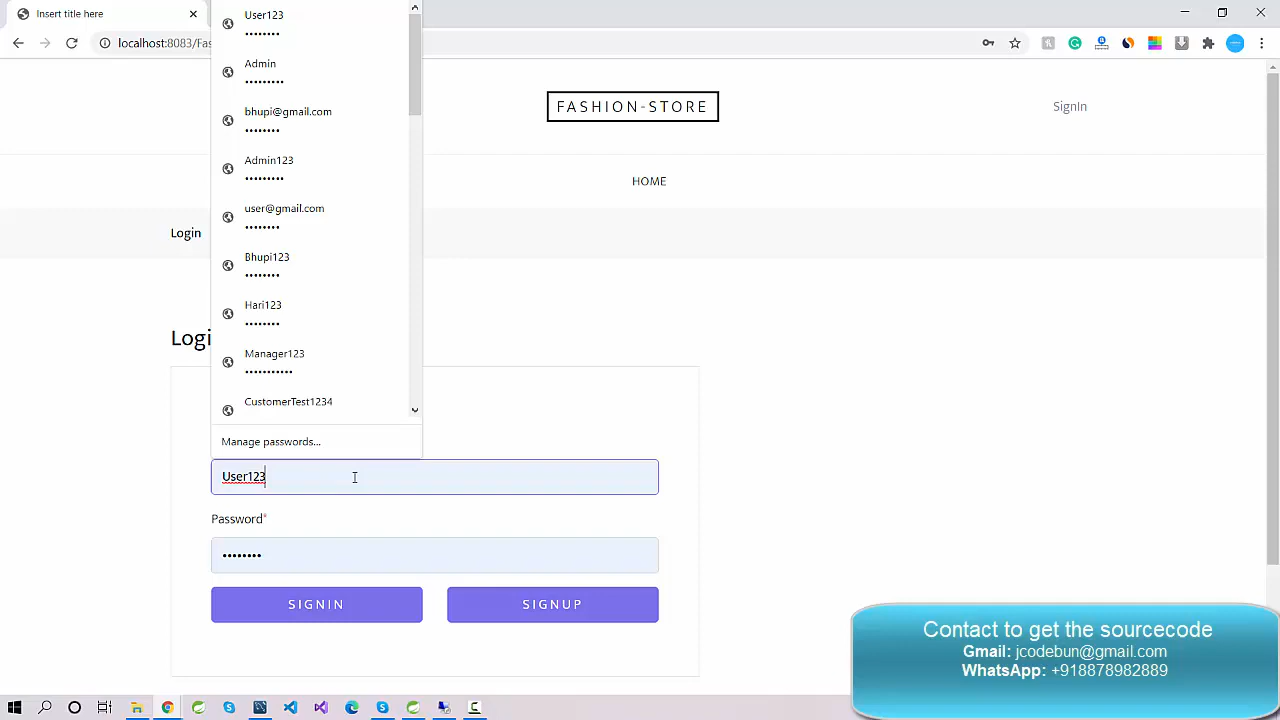 Insert title here
localhost:8083/Fas
FASHION-STORE
SignIn
HOME
Login
Logi
User123
••••••••
Admin
•••••••••
bhupi@gmail.com
••••••••
Admin123
•••••••••
user@gmail.com
••••••••
Bhupi123
••••••••
Hari123
••••••••
Manager123
•••••••••••
CustomerTest1234
Manage passwords...
User123
Password*
••••••••
SIGNIN
SIGNUP
Contact to get the sourcecode
Gmail: jcodebun@gmail.com
WhatsApp: +918878982889